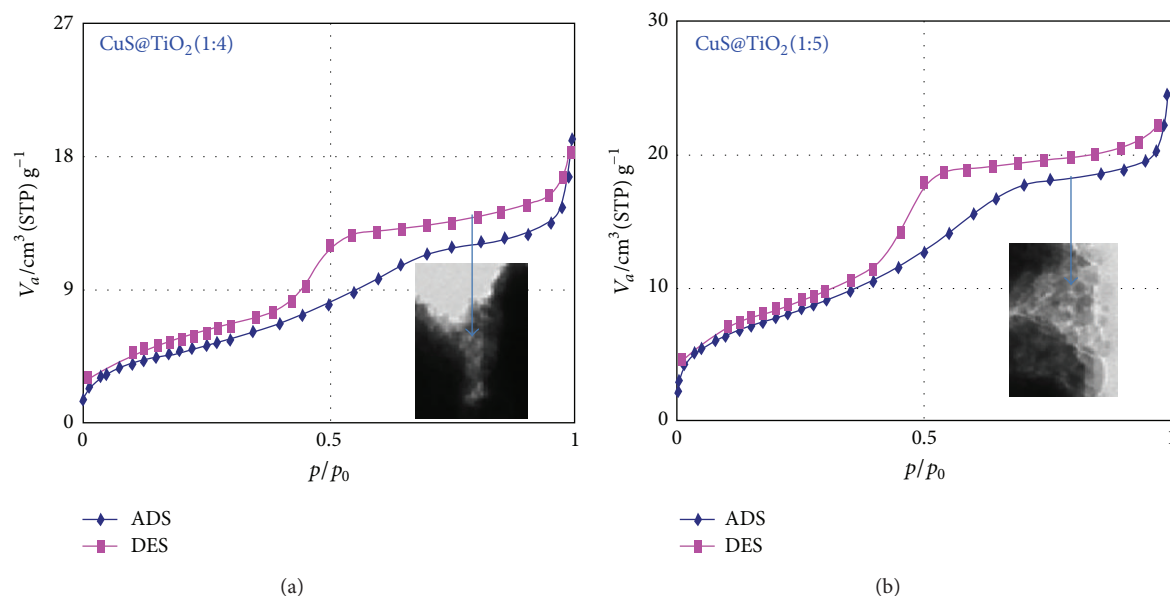 27
18
9
0
Vₐ/cm³ (STP) g⁻¹
CuS@TiO₂(1:4)
0
0.5
1
p/p₀
ADS
DES
(a)
30
20
10
0
Vₐ/cm³ (STP) g⁻¹
CuS@TiO₂(1:5)
0
0.5
1
p/p₀
ADS
DES
(b)